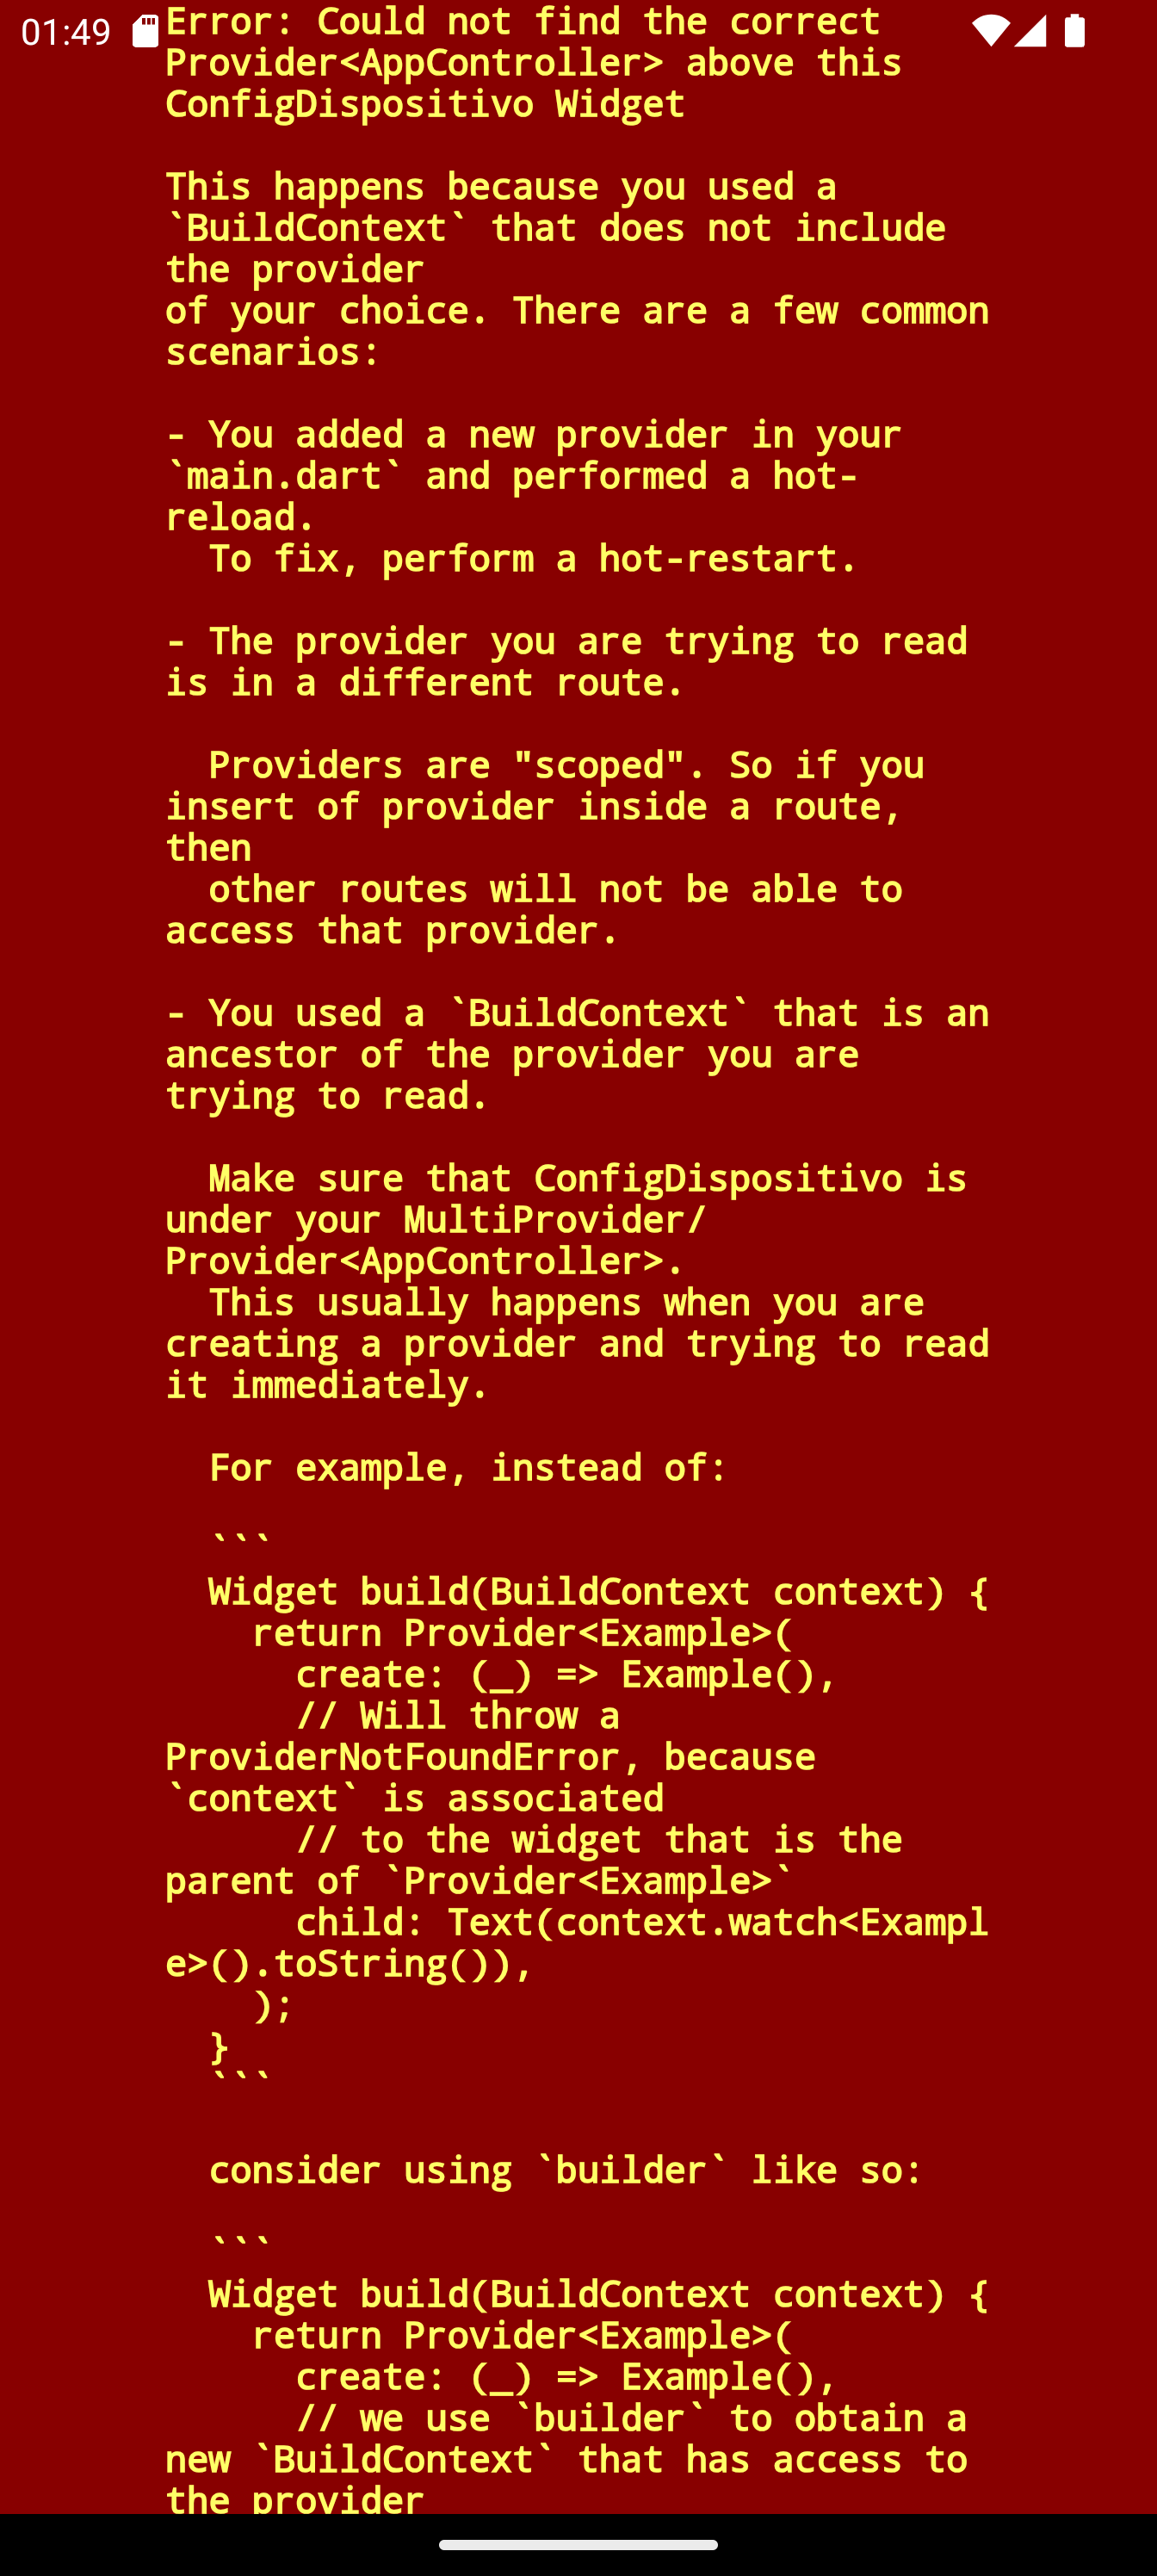 01:49
Error: Could not find the correct
Provider<AppController> above this
ConfigDispositivo Widget
This happens because you used a
`BuildContext` that does not include
the provider
of your choice. There are a few common
scenarios:
- You added a new provider in your
`main.dart` and performed a hot-
reload.
To fix, perform a hot-restart.
- The provider you are trying to read
is in a different route.
Providers are "scoped". So if you
insert of provider inside a route,
then
other routes will not be able to
access that provider.
- You used a `BuildContext` that is an
ancestor of the provider you are
trying to read.
Make sure that ConfigDispositivo is
under your MultiProvider/
Provider<AppController>.
This usually happens when you are
creating a provider and trying to read
it immediately.
For example, instead of:
```
Widget build(BuildContext context) {
return Provider<Example>(
create: (_) => Example(),
// Will throw a
ProviderNotFoundError, because
`context` is associated
// to the widget that is the
parent of `Provider<Example>`
child: Text(context.watch<Exampl
e>().toString()),
);
}
```
consider using `builder` like so:
```
Widget build(BuildContext context) {
return Provider<Example>(
create: (_) => Example(),
// we use `builder` to obtain a
new `BuildContext` that has access to
the provider